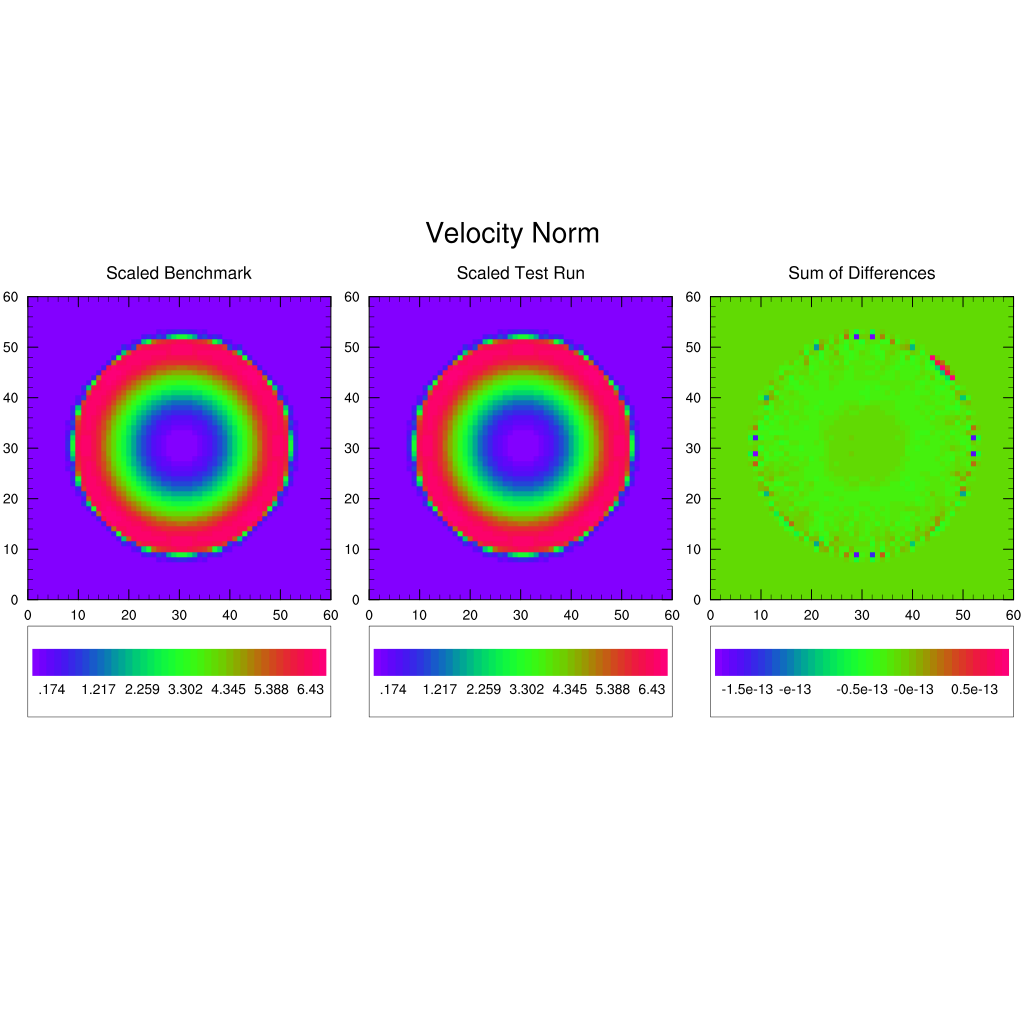 Velocity Norm
Scaled Benchmark
60
50
40
30
20
10
0
0 10 20 30 40 50 60
.174 1.217 2.259 3.302 4.345 5.388 6.43
Scaled Test Run
60
50
40
30
20
10
0
0 10 20 30 40 50 60
.174 1.217 2.259 3.302 4.345 5.388 6.43
Sum of Differences
60
50
40
30
20
10
0
0 10 20 30 40 50 60
-1.5e-13 -e-13 -0.5e-13 -0e-13 0.5e-13